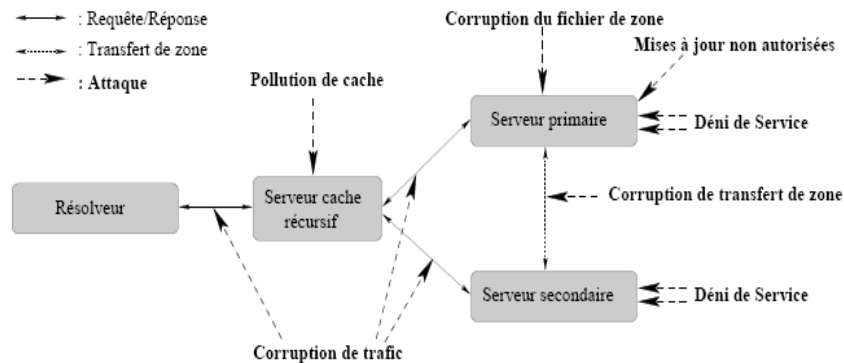 : Requête/Réponse
: Transfert de zone
: Attaque
Corruption du fichier de zone
Mises à jour non autorisées
Pollution de cache
Serveur primaire
Déni de Service
Résolveur
Serveur cache
récursif
Corruption de transfert de zone
Serveur secondaire
Déni de Service
Corruption de trafic